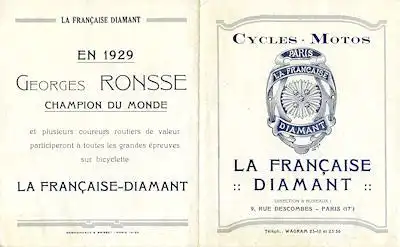 LA FRANÇAISE DIAMANT
EN 1929
GEORGES RONSSE
CHAMPION DU MONDE
et plusieurs coureurs routiers de valeur
participeront à toutes les grandes épreuves
sur bicyclette
LA FRANÇAISE-DIAMANT
CYCLES - MOTOS
PARIS
LA FRANÇAISE
DIAMANT
LA FRANÇAISE
:: DIAMANT ::
DIRECTION & BUREAUX :
9, RUE DESCOMBES - PARIS (17e)